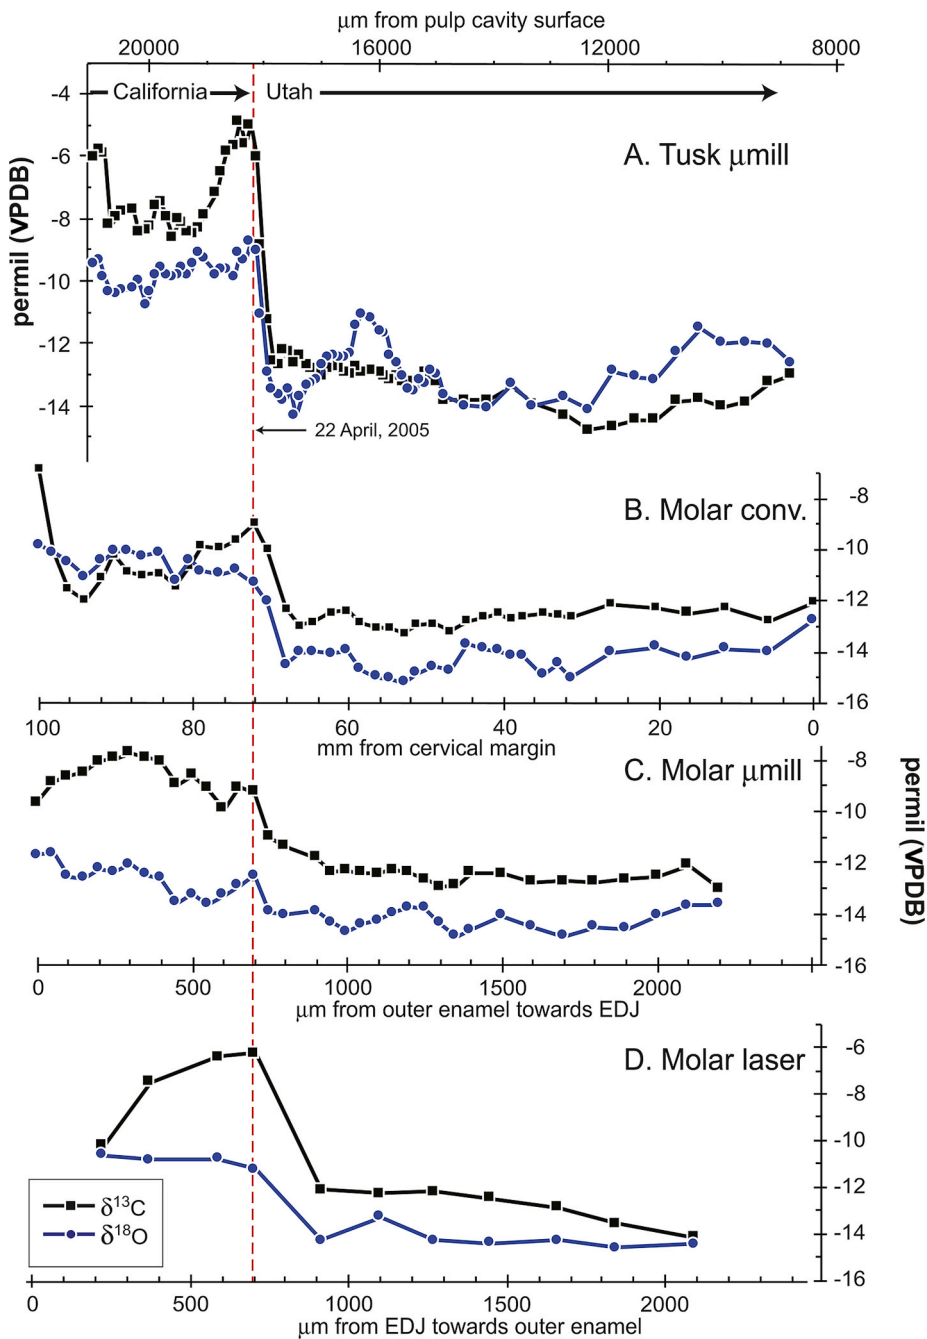 μm from pulp cavity surface
20000 16000 12000 8000
California Utah
A. Tusk μmill
permil (VPDB)
-4
-6
-8
-10
-12
-14
22 April, 2005
B. Molar conv.
-8
-10
-12
-14
-16
100 80 60 40 20 0
mm from cervical margin
C. Molar μmill
permil (VPDB)
-8
-10
-12
-14
-16
0 500 1000 1500 2000
μm from outer enamel towards EDJ
D. Molar laser
-6
-8
-10
-12
-14
-16
δ¹³C
δ¹⁸O
0 500 1000 1500 2000
μm from EDJ towards outer enamel